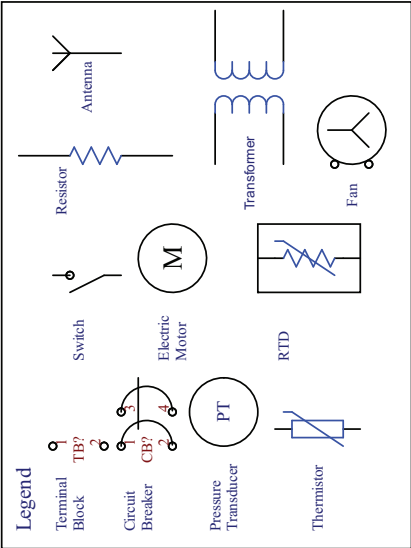 Legend
Terminal
Block
1
TB?
2
Circuit
Breaker
1
3
CB?
2
4
Pressure
Transducer
PT
Thermistor
Switch
Electric
Motor
M
RTD
Resistor
Antenna
Transformer
Fan